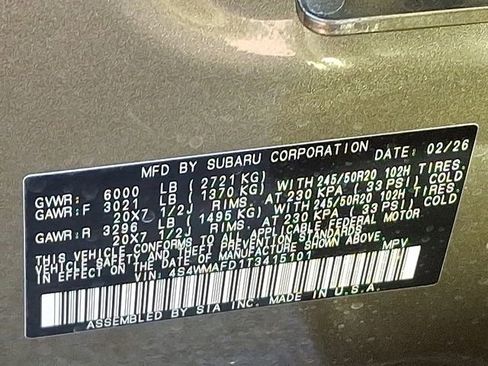 MFD BY SUBARU CORPORATION DATE: 02/26
GVWR: 6000 LB (2721 KG)
GAWR:F 3021 LB (1370 KG) WITH 245/50R20 102H TIRES.
20X7 1/2J RIMS. AT 230 KPA (33 PSI) COLD
GAWR:R 3296 LB (1495 KG) WITH 245/50R20 102H TIRES.
20X7 1/2J RIMS. AT 230 KPA (33 PSI) COLD
THIS VEHICLE CONFORMS TO ALL APPLICABLE FEDERAL MOTOR
VEHICLE SAFETY STANDARDS
IN EFFECT ON THE DATE OF MANUFACTURE SHOWN ABOVE.
VIN: 4S4WMAFD1T3415101 MPV
ASSEMBLED BY SIA INC. MADE IN U.S.A.